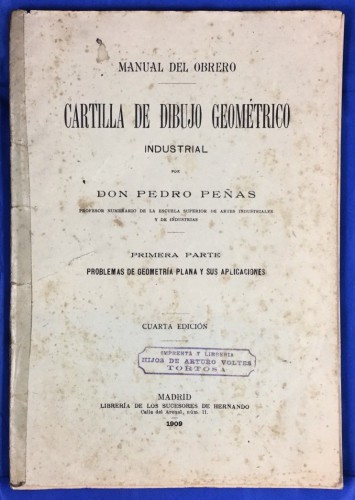 MANUAL DEL OBRERO
CARTILLA DE DIBUJO GEOMÉTRICO
INDUSTRIAL
POR
DON PEDRO PEÑAS
PROFESOR NUMERARIO DE LA ESCUELA SUPERIOR DE ARTES INDUSTRIALES
Y DE INDUSTRIAS
PRIMERA PARTE
PROBLEMAS DE GEOMETRÍA PLANA Y SUS APLICACIONES
CUARTA EDICIÓN
IMPRENTA Y LIBRERIA
HIJOS DE ARTURO VOLTES
TORTOSA
MADRID
LIBRERÍA DE LOS SUCESORES DE HERNANDO
Calle del Arenal, núm. 11.
1909